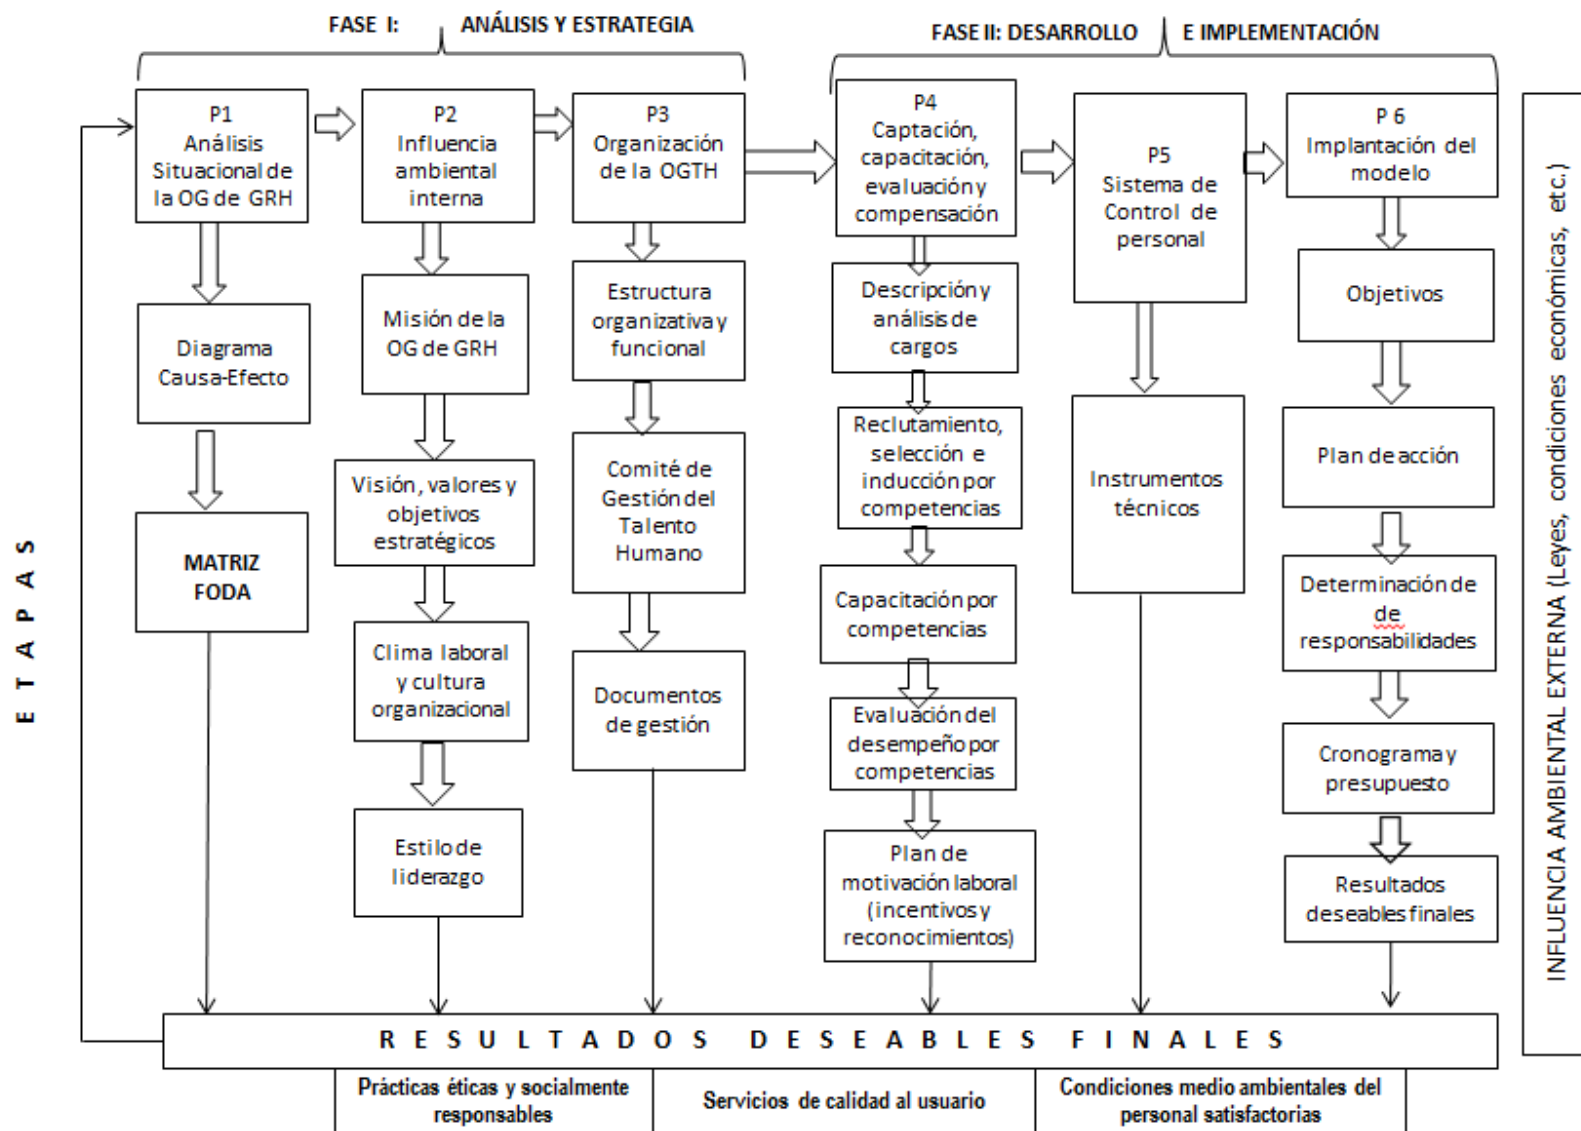 FASE I: ANÁLISIS Y ESTRATEGIA
FASE II: DESARROLLO E IMPLEMENTACIÓN
P1
Análisis
Situacional de
la OG de GRH
P2
Influencia
ambiental
interna
P3
Organización
de la OGTH
P4
Captación,
capacitación,
evaluación y
compensación
P5
Sistema de
Control de
personal
P 6
Implantación del
modelo
Diagrama
Causa-Efecto
MATRIZ
FODA
Misión de la
OG de GRH
Visión, valores y
objetivos
estratégicos
Clima laboral
y cultura
organizacional
Estilo de
liderazgo
Estructura
organizativa y
funcional
Comité de
Gestión del
Talento
Humano
Documentos
de gestión
Descripción y
análisis de
cargos
Reclutamiento,
selección e
inducción por
competencias
Capacitación por
competencias
Evaluación del
desempeño por
competencias
Plan de
motivación laboral
(incentivos y
reconocimientos)
Instrumentos
técnicos
Objetivos
Plan de acción
Determinación de
de
responsabilidades
Cronograma y
presupuesto
Resultados
deseables finales
ETAPAS
INFLUENCIA AMBIENTAL EXTERNA (Leyes, condiciones económicas, etc.)
RESULTADOS DESEABLES FINALES
Prácticas éticas y socialmente
responsables
Servicios de calidad al usuario
Condiciones medio ambientales del
personal satisfactorias